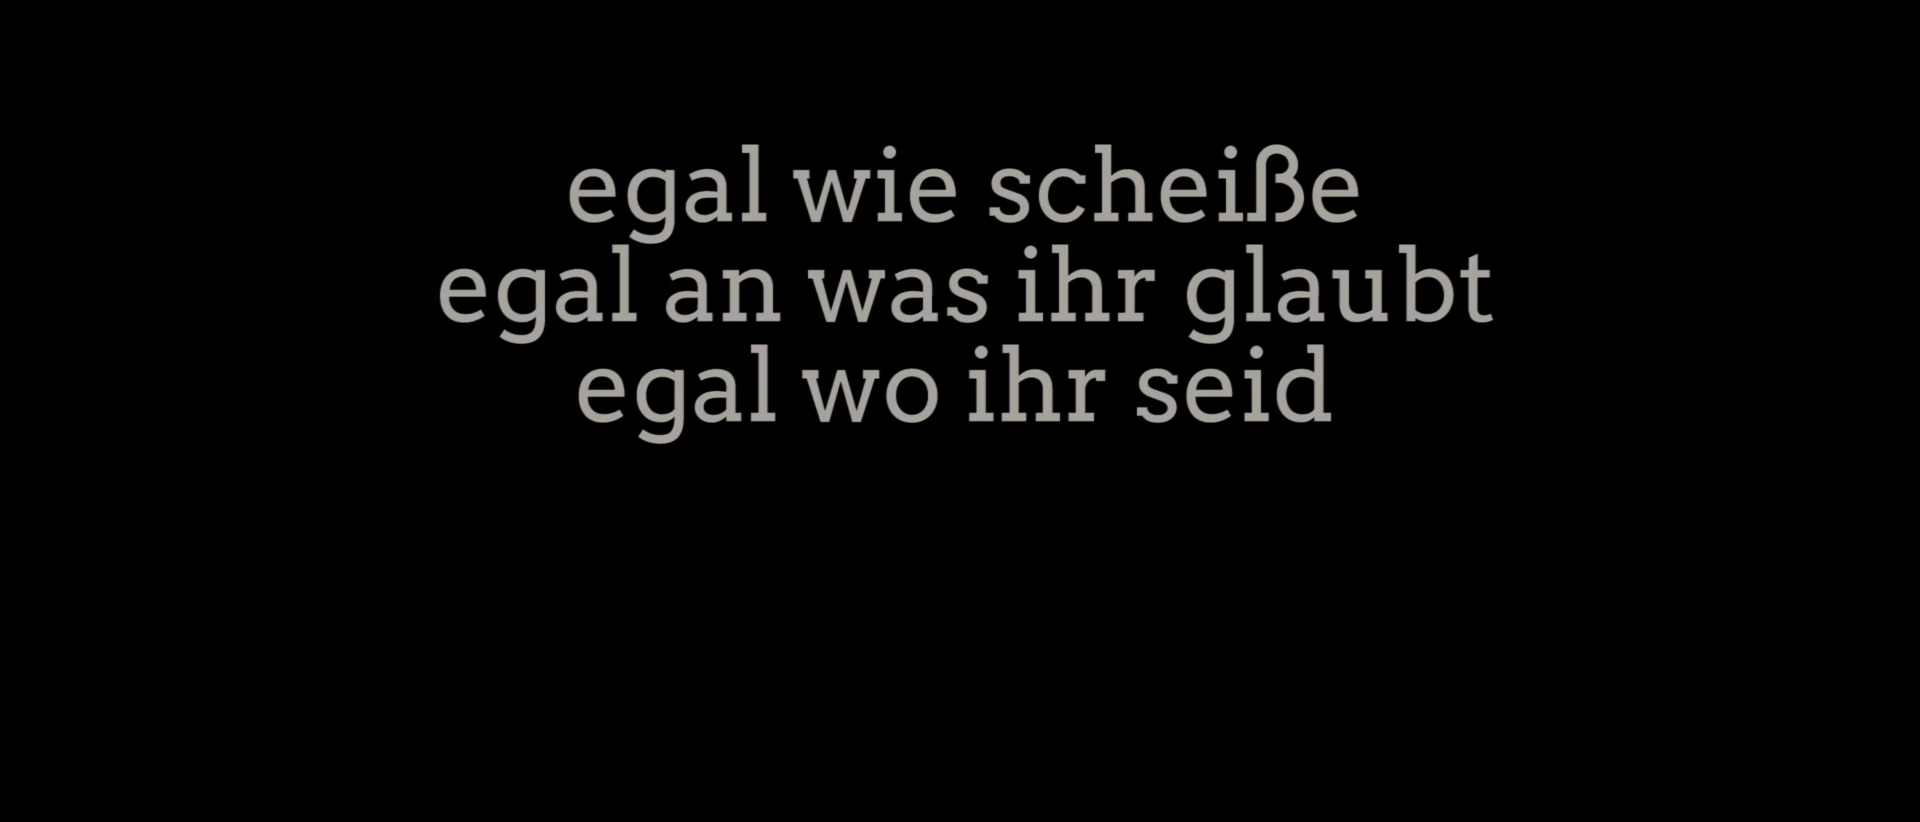 egal wie scheiße
egal an was ihr glaubt
egal wo ihr seid